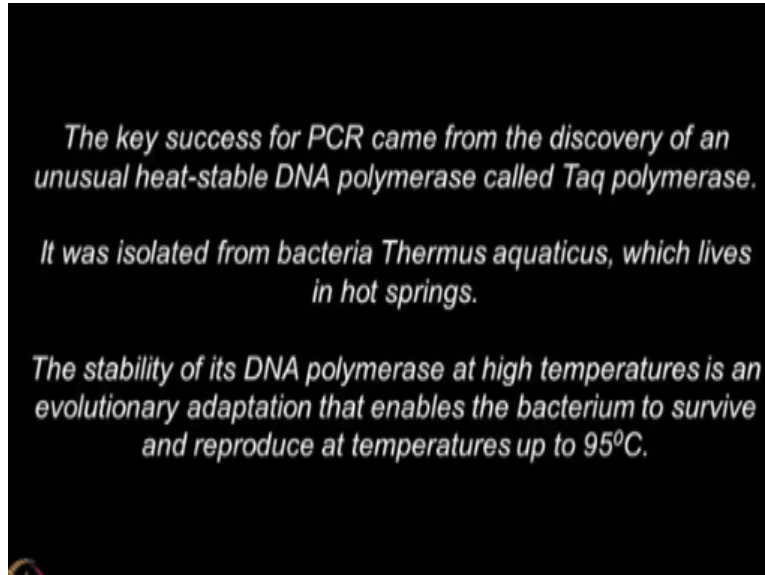 The key success for PCR came from the discovery of an
unusual heat-stable DNA polymerase called Taq polymerase.
It was isolated from bacteria Thermus aquaticus, which lives
in hot springs.
The stability of its DNA polymerase at high temperatures is an
evolutionary adaptation that enables the bacterium to survive
and reproduce at temperatures up to 95⁰C.